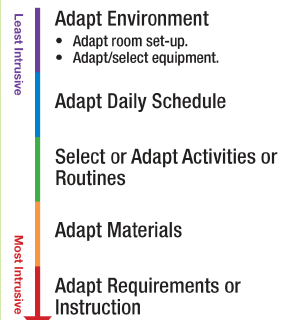 Least Intrusive
Adapt Environment
• Adapt room set-up.
• Adapt/select equipment.
Adapt Daily Schedule
Select or Adapt Activities or
Routines
Adapt Materials
Most Intrusive
Adapt Requirements or
Instruction